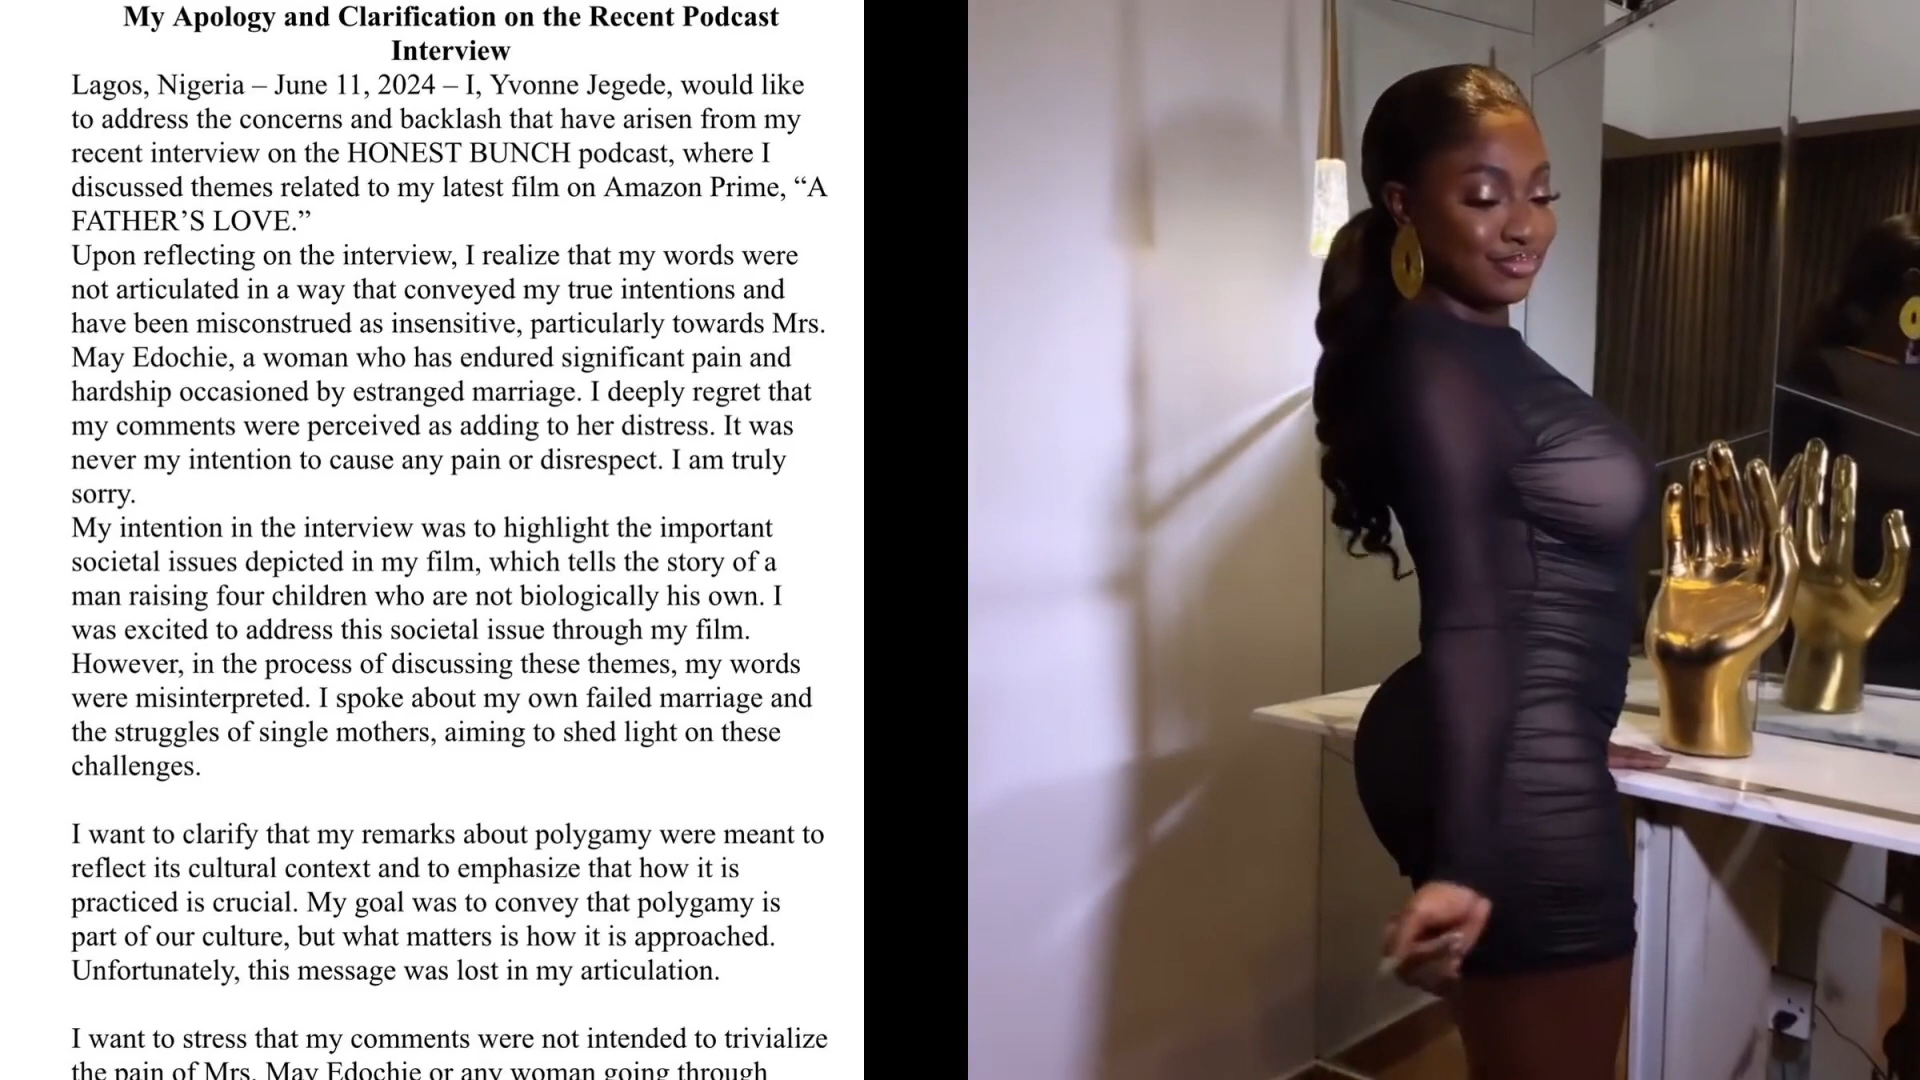 My Apology and Clarification on the Recent Podcast
Interview
Lagos, Nigeria – June 11, 2024 – I, Yvonne Jegede, would like
to address the concerns and backlash that have arisen from my
recent interview on the HONEST BUNCH podcast, where I
discussed themes related to my latest film on Amazon Prime, “A
FATHER’S LOVE.”
Upon reflecting on the interview, I realize that my words were
not articulated in a way that conveyed my true intentions and
have been misconstrued as insensitive, particularly towards Mrs.
May Edochie, a woman who has endured significant pain and
hardship occasioned by estranged marriage. I deeply regret that
my comments were perceived as adding to her distress. It was
never my intention to cause any pain or disrespect. I am truly
sorry.
My intention in the interview was to highlight the important
societal issues depicted in my film, which tells the story of a
man raising four children who are not biologically his own. I
was excited to address this societal issue through my film.
However, in the process of discussing these themes, my words
were misinterpreted. I spoke about my own failed marriage and
the struggles of single mothers, aiming to shed light on these
challenges.
I want to clarify that my remarks about polygamy were meant to
reflect its cultural context and to emphasize that how it is
practiced is crucial. My goal was to convey that polygamy is
part of our culture, but what matters is how it is approached.
Unfortunately, this message was lost in my articulation.
I want to stress that my comments were not intended to trivialize
the pain of Mrs. May Edochie or any woman going through